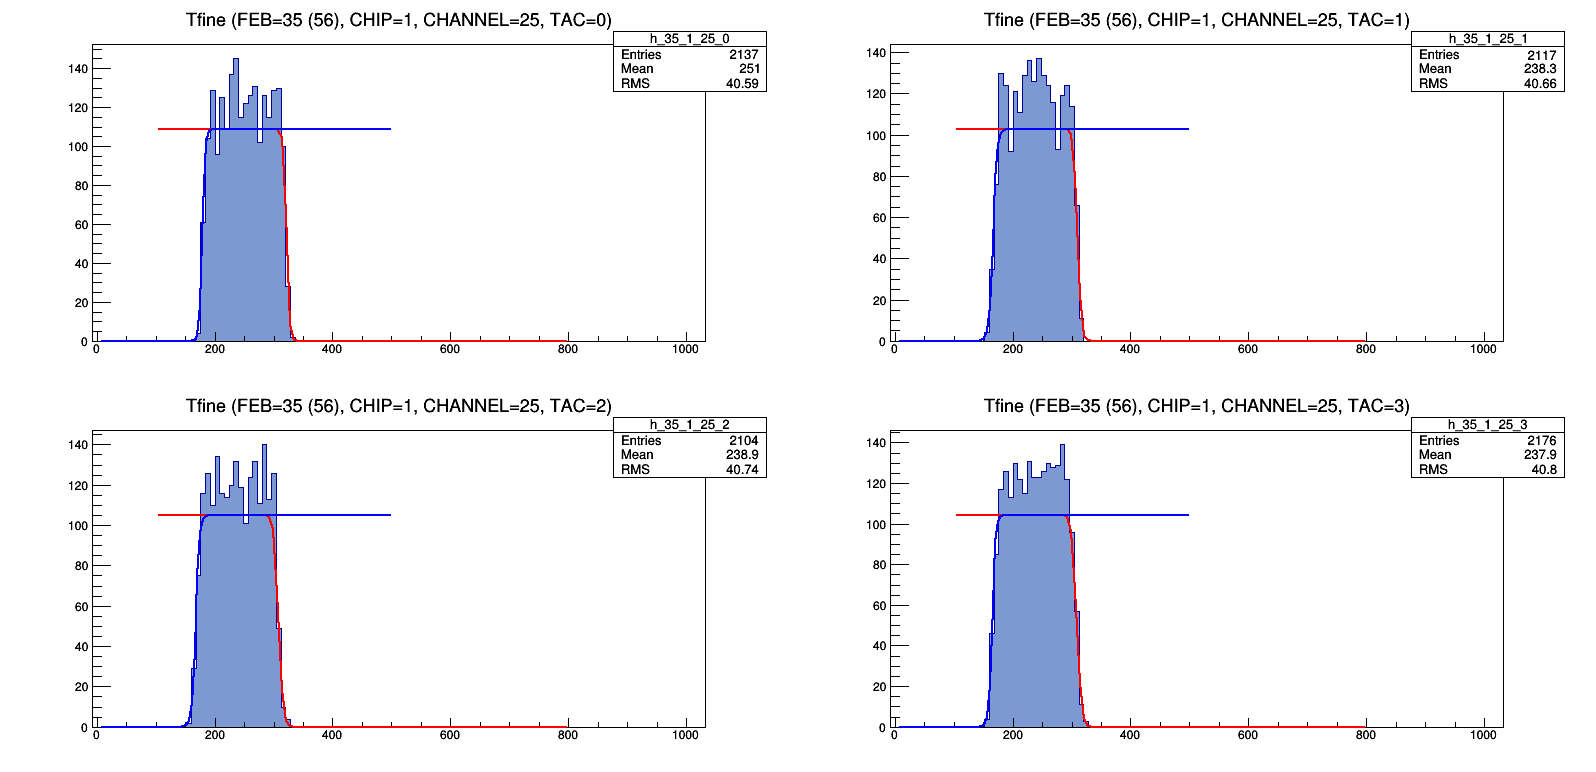 Tfine (FEB=35 (56), CHIP=1, CHANNEL=25, TAC=0)
h_35_1_25_0
Entries 2137
Mean 251
RMS 40.59
140
120
100
80
60
40
20
0
0 200 400 600 800 1000
Tfine (FEB=35 (56), CHIP=1, CHANNEL=25, TAC=1)
h_35_1_25_1
Entries 2117
Mean 238.3
RMS 40.66
140
120
100
80
60
40
20
0
0 200 400 600 800 1000
Tfine (FEB=35 (56), CHIP=1, CHANNEL=25, TAC=2)
h_35_1_25_2
Entries 2104
Mean 238.9
RMS 40.74
140
120
100
80
60
40
20
0
0 200 400 600 800 1000
Tfine (FEB=35 (56), CHIP=1, CHANNEL=25, TAC=3)
h_35_1_25_3
Entries 2176
Mean 237.9
RMS 40.8
140
120
100
80
60
40
20
0
0 200 400 600 800 1000